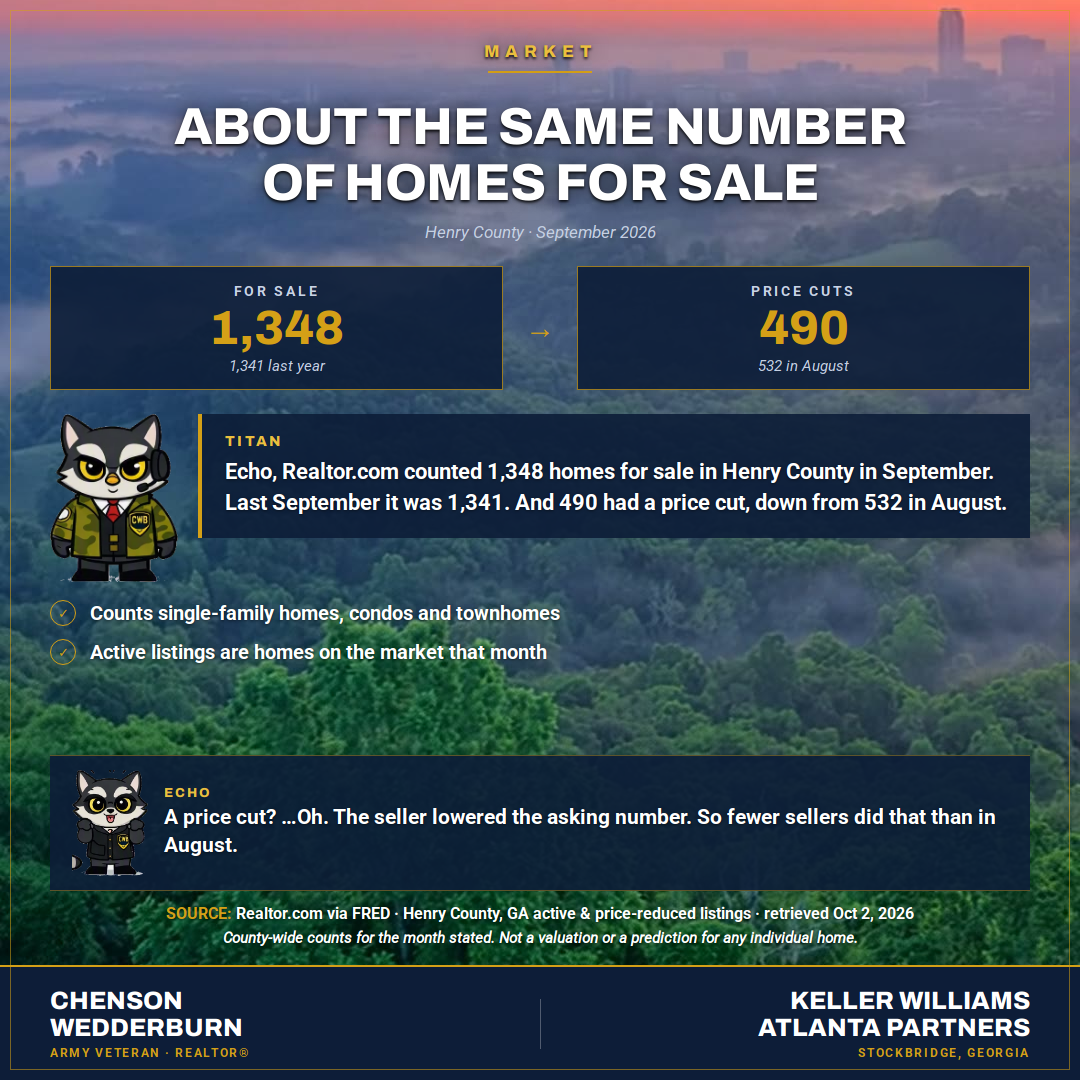 MARKET
ABOUT THE SAME NUMBER
OF HOMES FOR SALE
Henry County · September 2026
FOR SALE
1,348
1,341 last year
→
PRICE CUTS
490
532 in August
CWB
TITAN
Echo, Realtor.com counted 1,348 homes for sale in Henry County in September.
Last September it was 1,341. And 490 had a price cut, down from 532 in August.
✓ Counts single-family homes, condos and townhomes
✓ Active listings are homes on the market that month
CWB
ECHO
A price cut? ...Oh. The seller lowered the asking number. So fewer sellers did that than in
August.
SOURCE: Realtor.com via FRED · Henry County, GA active & price-reduced listings · retrieved Oct 2, 2026
County-wide counts for the month stated. Not a valuation or a prediction for any individual home.
CHENSON
WEDDERBURN
ARMY VETERAN · REALTOR®
KELLER WILLIAMS
ATLANTA PARTNERS
STOCKBRIDGE, GEORGIA